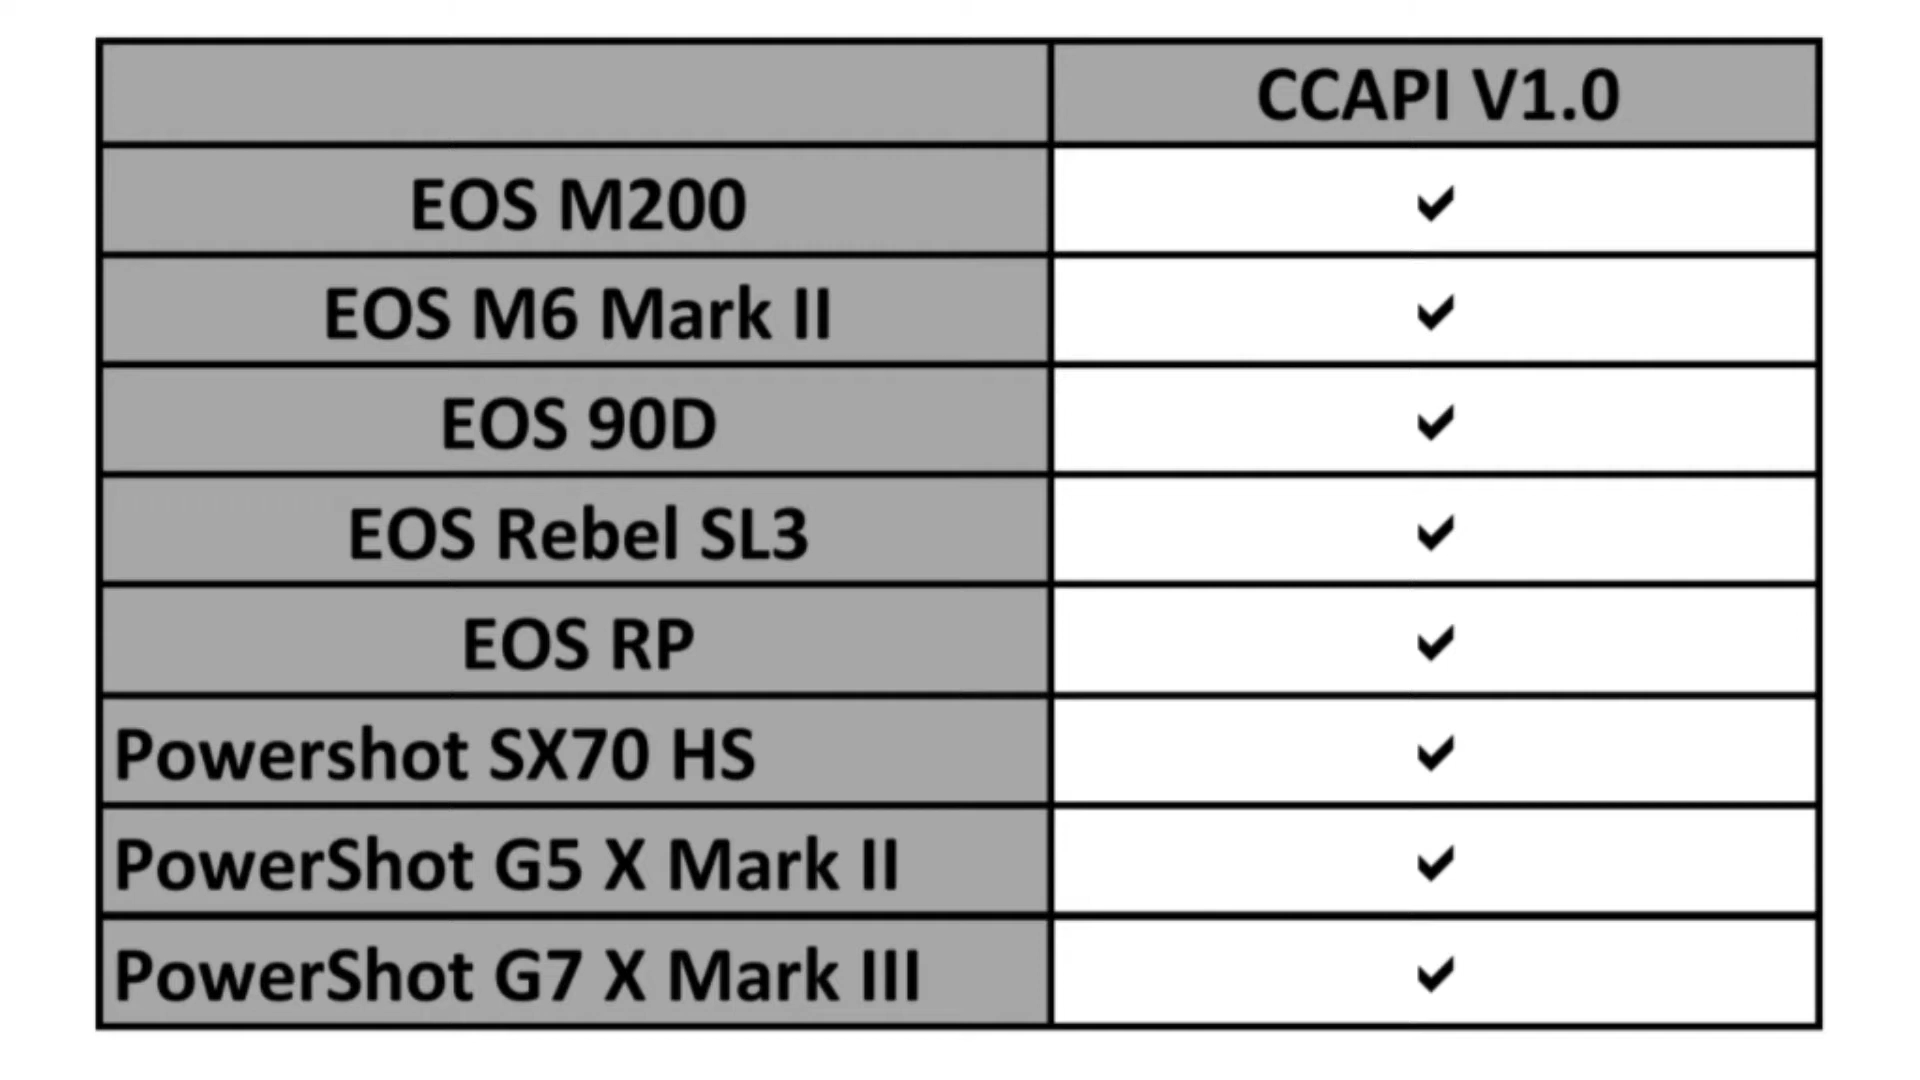 CCAPI V1.0
EOS M200 ✓
EOS M6 Mark II ✓
EOS 90D ✓
EOS Rebel SL3 ✓
EOS RP ✓
Powershot SX70 HS ✓
PowerShot G5 X Mark II ✓
PowerShot G7 X Mark III ✓